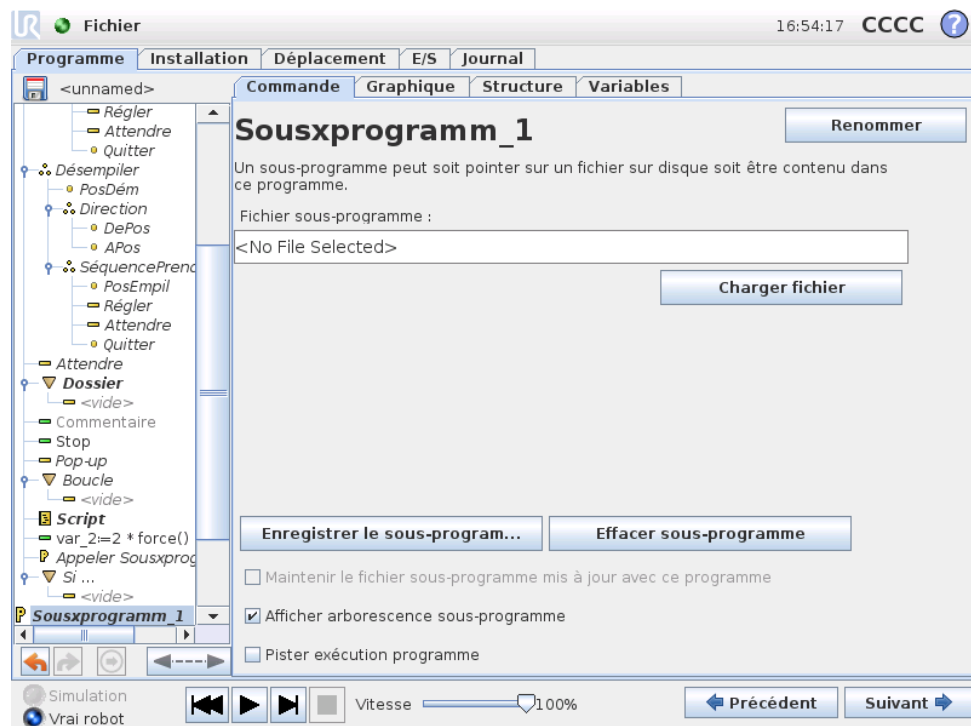 UR Fichier 16:54:17 CCCC ?
Programme Installation Déplacement E/S Journal
<unnamed>
Commande Graphique Structure Variables
Régler
Attendre
Quitter
Désempiler
PosDém
Direction
DePos
APos
SéquencePrend
PosEmpil
Régler
Attendre
Quitter
Attendre
Dossier
<vide>
Commentaire
Stop
Pop-up
Boucle
<vide>
Script
var_2:=2 * force()
Appeler Sousxprog
Si ...
<vide>
Sousxprogramm_1
Sousxprogramm_1
Renommer
Un sous-programme peut soit pointer sur un fichier sur disque soit être contenu dans
ce programme.
Fichier sous-programme :
<No File Selected>
Charger fichier
Enregistrer le sous-program... Effacer sous-programme
Maintenir le fichier sous-programme mis à jour avec ce programme
Afficher arborescence sous-programme
Pister exécution programme
Simulation
Vrai robot
Vitesse 100%
Précédent Suivant